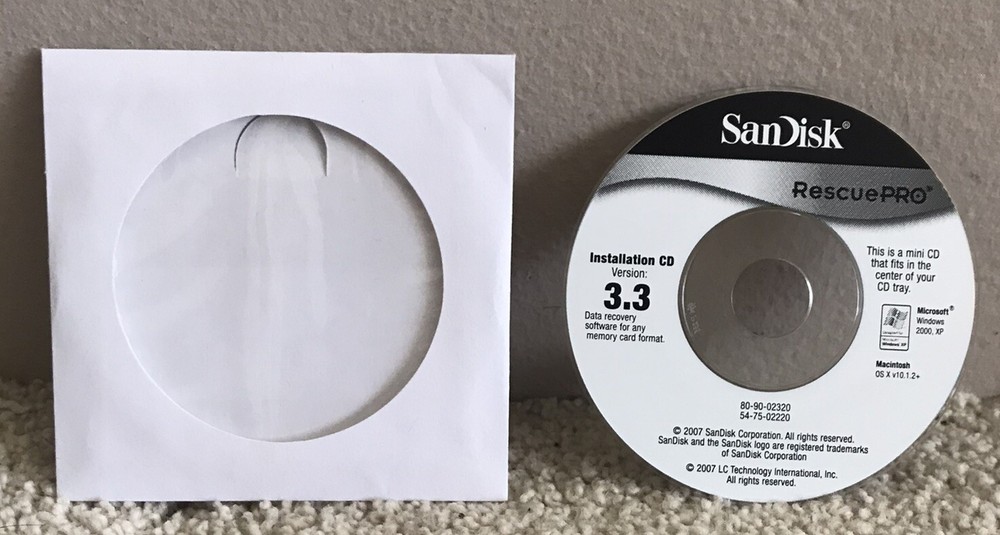 SanDisk®
RescuePRO®
Installation CD
Version:
3.3
Data recovery
software for any
memory card format.
This is a mini CD
that fits in the
center of your
CD tray.
Microsoft®
Windows
2000, XP
Windows XP
Macintosh
OS X v10.1.2+
80-90-02320
54-75-02220
© 2007 SanDisk Corporation. All rights reserved.
SanDisk and the SanDisk logo are registered trademarks
of SanDisk Corporation
© 2007 LC Technology International, Inc.
All rights reserved.